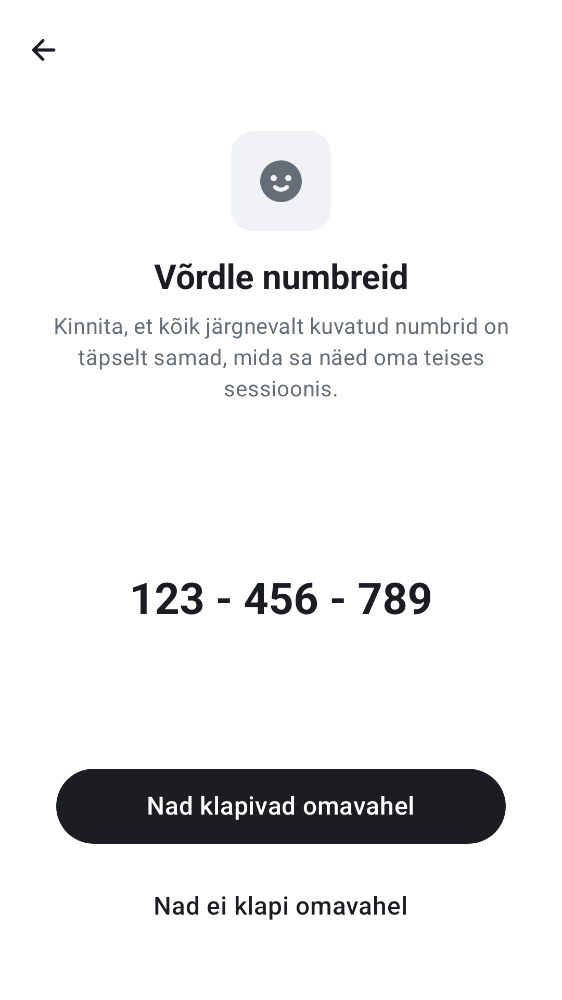 Võrdle numbreid
Kinnita, et kõik järgnevalt kuvatud numbrid on
täpselt samad, mida sa näed oma teises
sessioonis.
123 - 456 - 789
Nad klapivad omavahel
Nad ei klapi omavahel